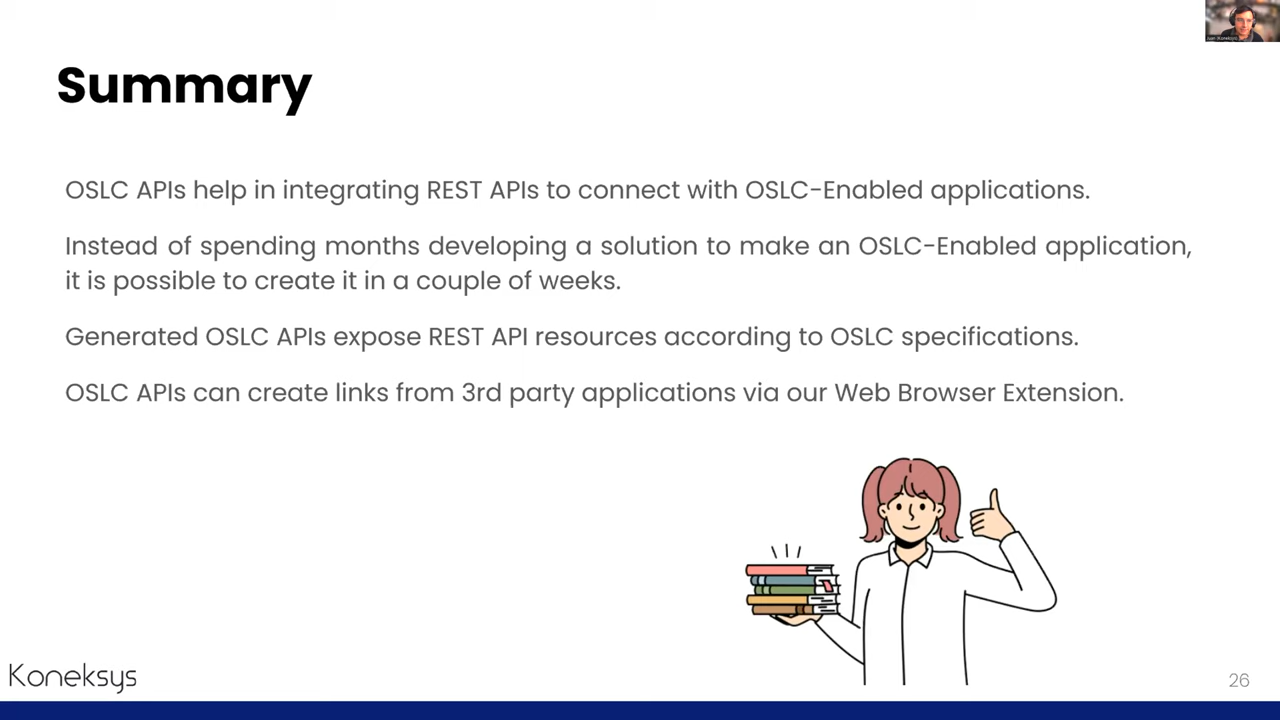 Summary
OSLC APIs help in integrating REST APIs to connect with OSLC-Enabled applications.
Instead of spending months developing a solution to make an OSLC-Enabled application,
it is possible to create it in a couple of weeks.
Generated OSLC APIs expose REST API resources according to OSLC specifications.
OSLC APIs can create links from 3rd party applications via our Web Browser Extension.
Koneksys
26